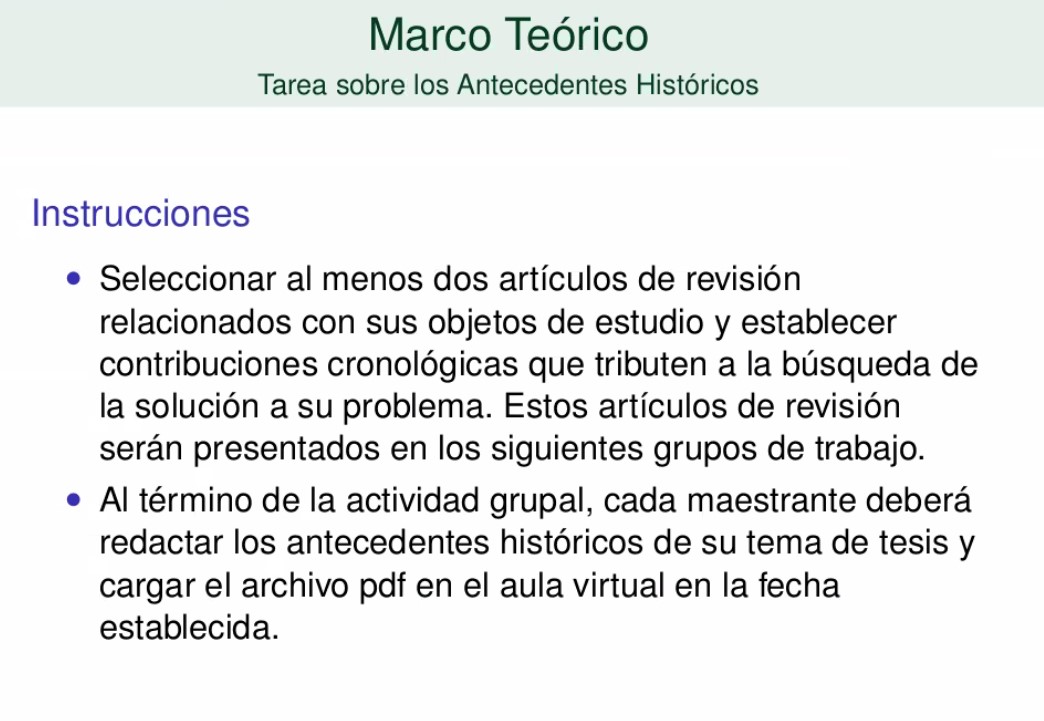 Marco Teórico
Tarea sobre los Antecedentes Históricos
Instrucciones
• Seleccionar al menos dos artículos de revisión
relacionados con sus objetos de estudio y establecer
contribuciones cronológicas que tributen a la búsqueda de
la solución a su problema. Estos artículos de revisión
serán presentados en los siguientes grupos de trabajo.
• Al término de la actividad grupal, cada maestrante deberá
redactar los antecedentes históricos de su tema de tesis y
cargar el archivo pdf en el aula virtual en la fecha
establecida.